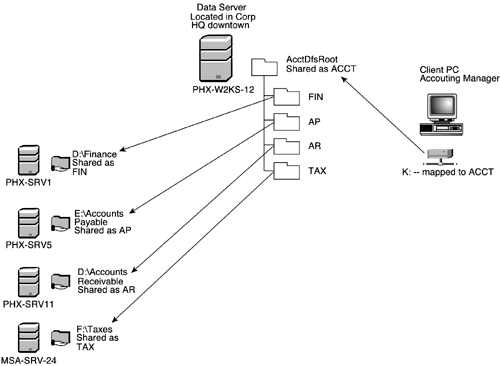 Data Server
Located in Corp
HQ downtown
PHX-W2KS-12
AcctDfsRoot
Shared as ACCT
FIN
AP
AR
TAX
Client PC
Accouting Manager
K: -- mapped to ACCT
D:\Finance
Shared as
FIN
PHX-SRV1
E:\Accounts
Payable
Shared as AP
PHX-SRV5
D:\Accounts
Receivable
Shared as AR
PHX-SRV11
F:\Taxes
Shared as
TAX
MSA-SRV-24